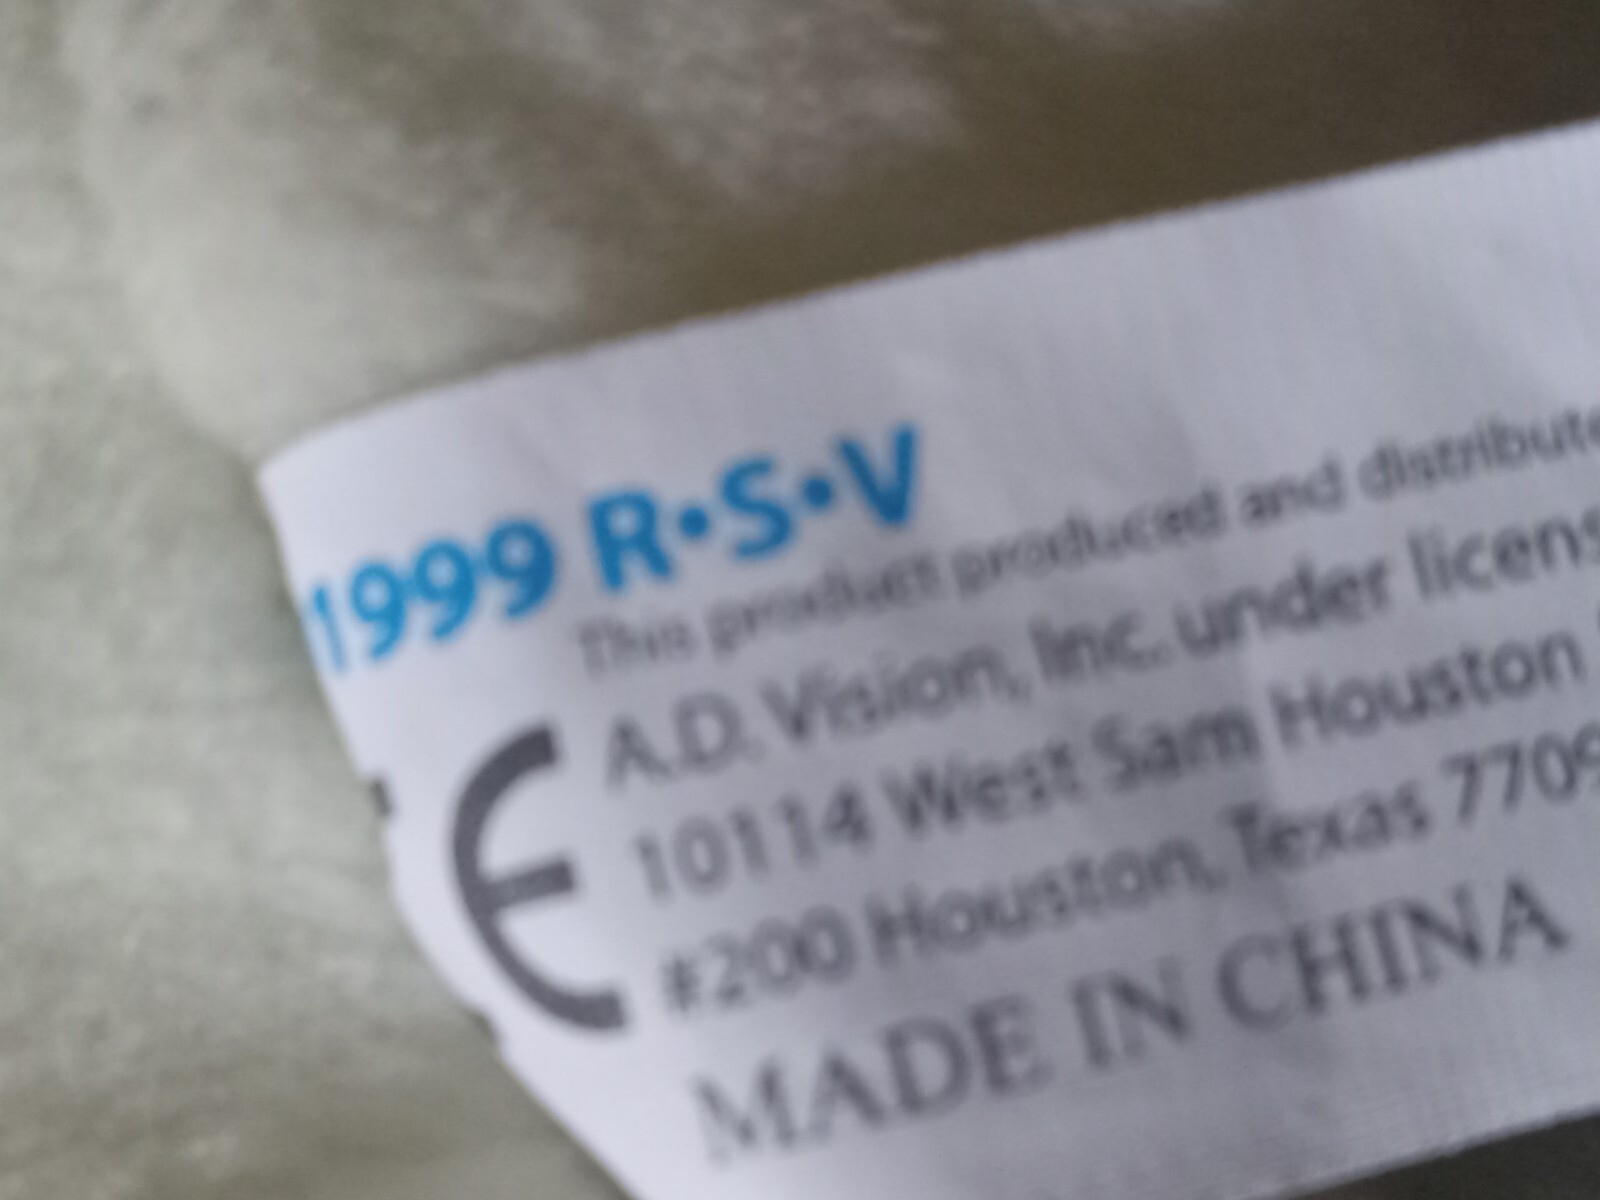 1999 R•S•V
This product produced and distribute
A.D. Vision, Inc. under licens
10114 West Sam Houston
#200 Houston, Texas 7709
MADE IN CHINA
CE